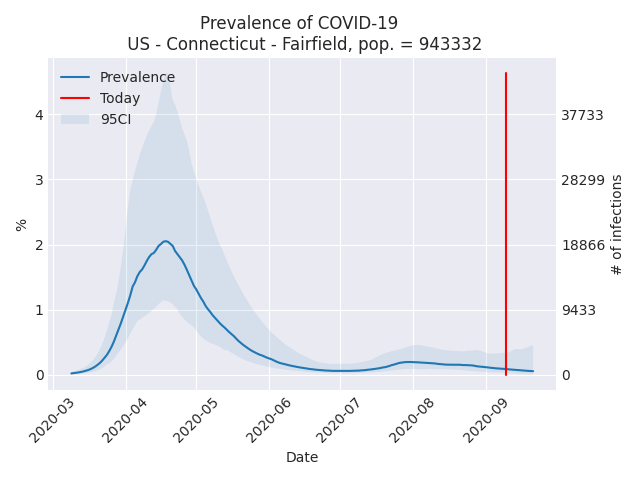 Prevalence of COVID-19
US - Connecticut - Fairfield, pop. = 943332
Prevalence
Today
95CI
%
4
3
2
1
0
37733
28299
18866
9433
0
# of infections
2020-03
2020-04
2020-05
2020-06
2020-07
2020-08
2020-09
Date